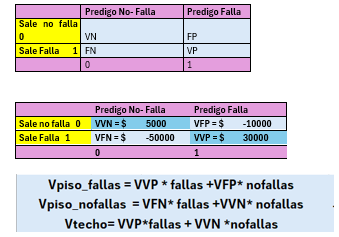 Predigo No- Falla Predigo Falla
Sale no falla
0 VN FP
Sale Falla 1 FN VP
0 1
Predigo No- Falla Predigo Falla
Sale no falla 0 VVN = $ 5000 VFP = $ -10000
Sale Falla 1 VFN = $ -50000 VVP = $ 30000
0 1
Vpiso_fallas = VVP * fallas +VFP* nofallas
Vpiso_nofallas = VFN* fallas +VVN* nofallas
Vtecho= VVP*fallas + VVN *nofallas